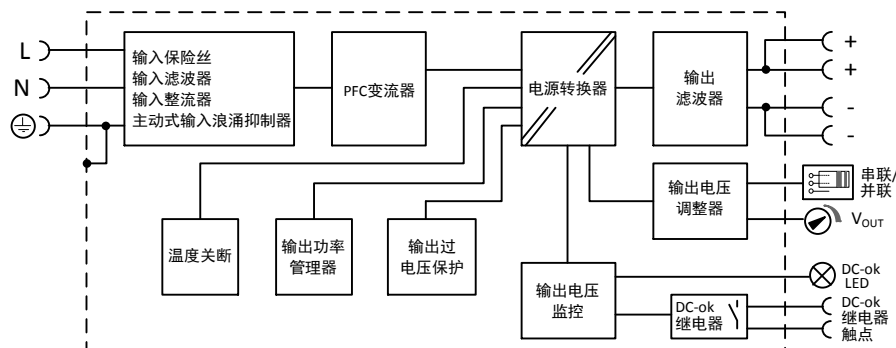 L
N
输入保险丝
输入滤波器
输入整流器
主动式输入浪涌抑制器
PFC变流器
电源转换器
输出
滤波器
+
+
-
-
输出电压
调整器
串联/
并联
VOUT
温度关断
输出功率
管理器
输出过
电压保护
输出电压
监控
DC-ok
LED
DC-ok
继电器
DC-ok
继电器
触点